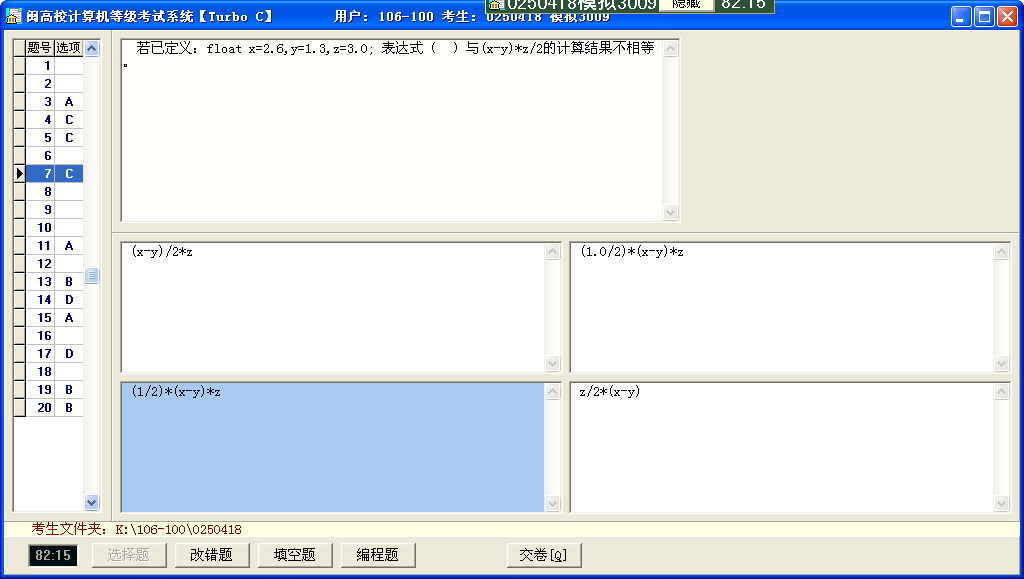 闽高校计算机等级考试系统【Turbo C】 用户: 106-100 考生: 0250418 模拟3009
0250418模拟3009 隐藏 82:15
题号 选项
1
2
3 A
4 C
5 C
6
7 C
8
9
10
11 A
12
13 B
14 D
15 A
16
17 D
18
19 B
20 B
若已定义: float x=2.6,y=1.3,z=3.0; 表达式 ( ) 与(x-y)*z/2的计算结果不相等
。
(x-y)/2*z
(1.0/2)*(x-y)*z
(1/2)*(x-y)*z
z/2*(x-y)
考生文件夹: K:\106-100\0250418
82:15 选择题 改错题 填空题 编程题 交卷[Q]